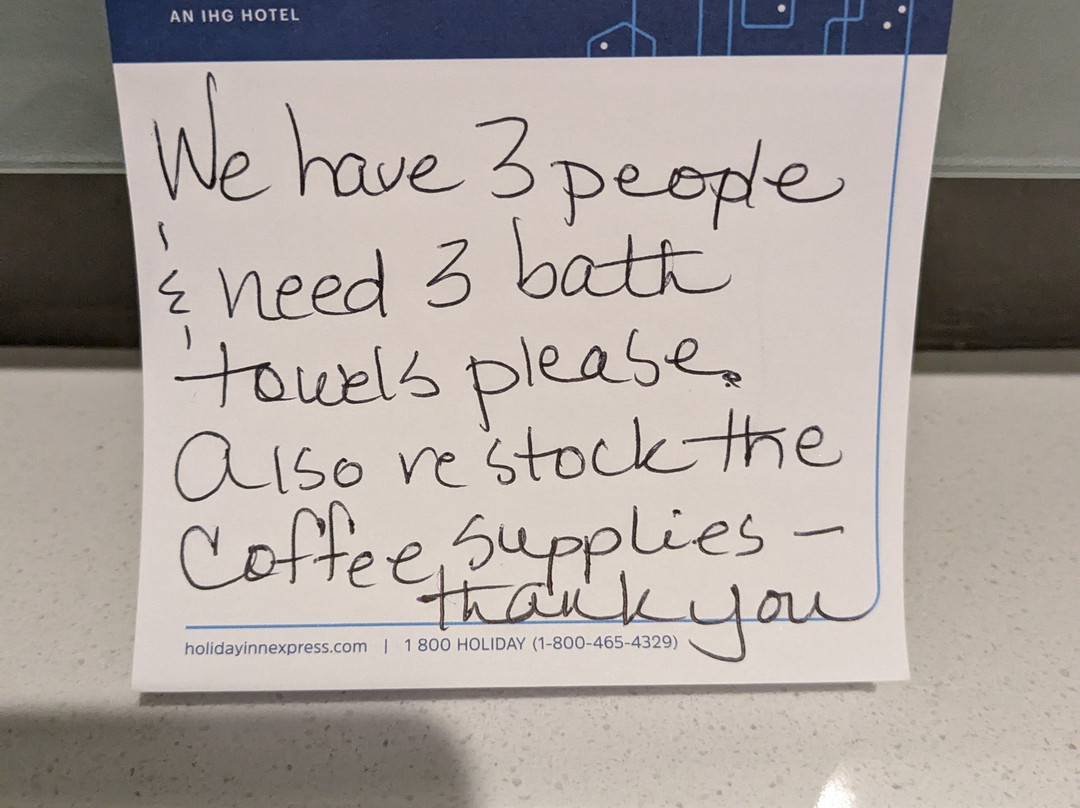 AN IHG HOTEL
We have 3 people
& need 3 bath
towels please.
Also restock the
Coffee supplies –
thank you
holidayinnexpress.com | 1 800 HOLIDAY (1-800-465-4329)